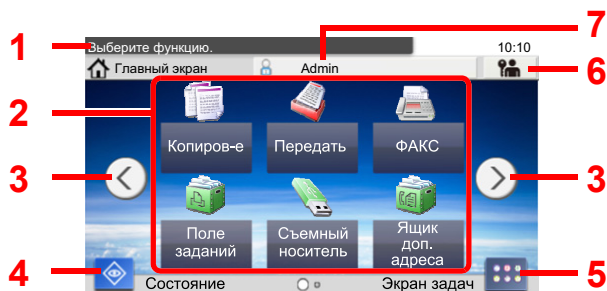 7
1
Выберите функцию.
10:10
Главный экран
Admin
6
2
Копиров-е
Передать
ФАКС
3
3
Поле
заданий
Съемный
носитель
Ящик
доп.
адреса
4
Состояние
Экран задач
5